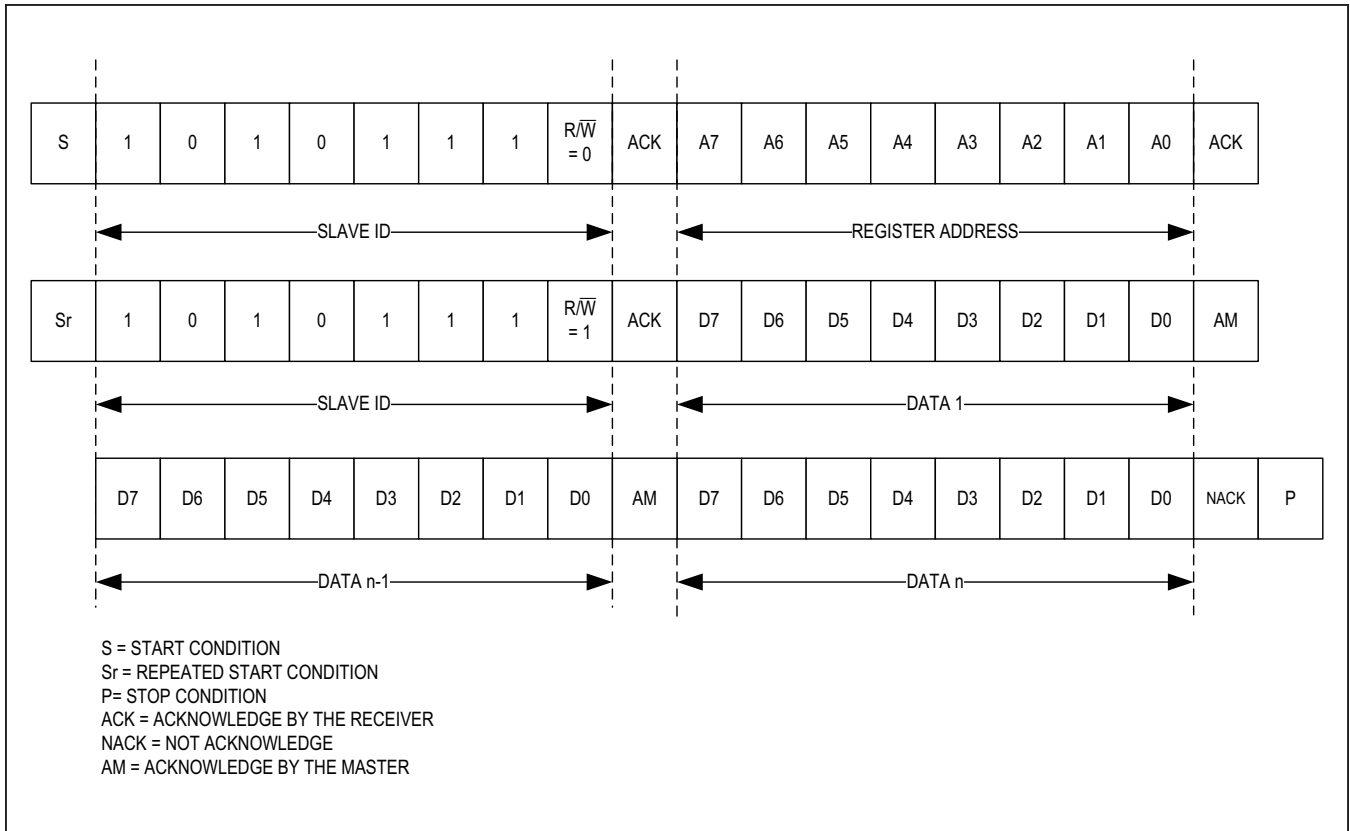 S 1 0 1 0 1 1 1 R/W̅ = 0 ACK A7 A6 A5 A4 A3 A2 A1 A0 ACK
SLAVE ID REGISTER ADDRESS
Sr 1 0 1 0 1 1 1 R/W̅ = 1 ACK D7 D6 D5 D4 D3 D2 D1 D0 AM
SLAVE ID DATA 1
D7 D6 D5 D4 D3 D2 D1 D0 AM D7 D6 D5 D4 D3 D2 D1 D0 NACK P
DATA n-1 DATA n
S = START CONDITION
Sr = REPEATED START CONDITION
P= STOP CONDITION
ACK = ACKNOWLEDGE BY THE RECEIVER
NACK = NOT ACKNOWLEDGE
AM = ACKNOWLEDGE BY THE MASTER